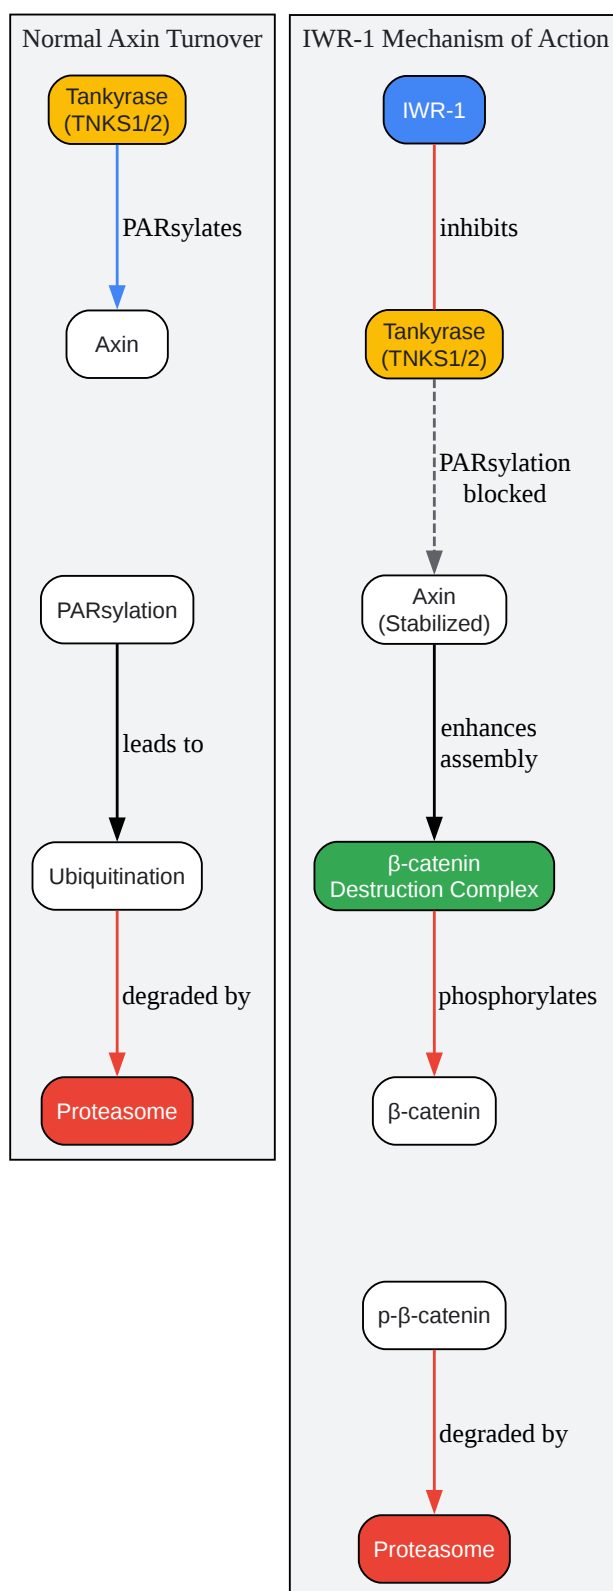 Normal Axin Turnover
Tankyrase
(TNKS1/2)
PARsylates
Axin
PARsylation
leads to
Ubiquitination
degraded by
Proteasome
IWR-1 Mechanism of Action
IWR-1
inhibits
Tankyrase
(TNKS1/2)
PARsylation
blocked
Axin
(Stabilized)
enhances
assembly
β-catenin
Destruction Complex
phosphorylates
β-catenin
p-β-catenin
degraded by
Proteasome